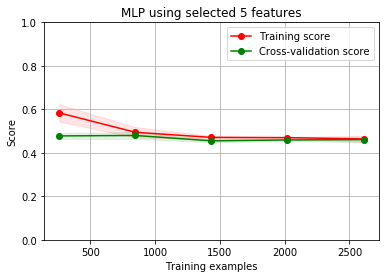 MLP using selected 5 features
Training score
Cross-validation score
Score
1.0
0.8
0.6
0.4
0.2
0.0
500
1000
1500
2000
2500
Training examples